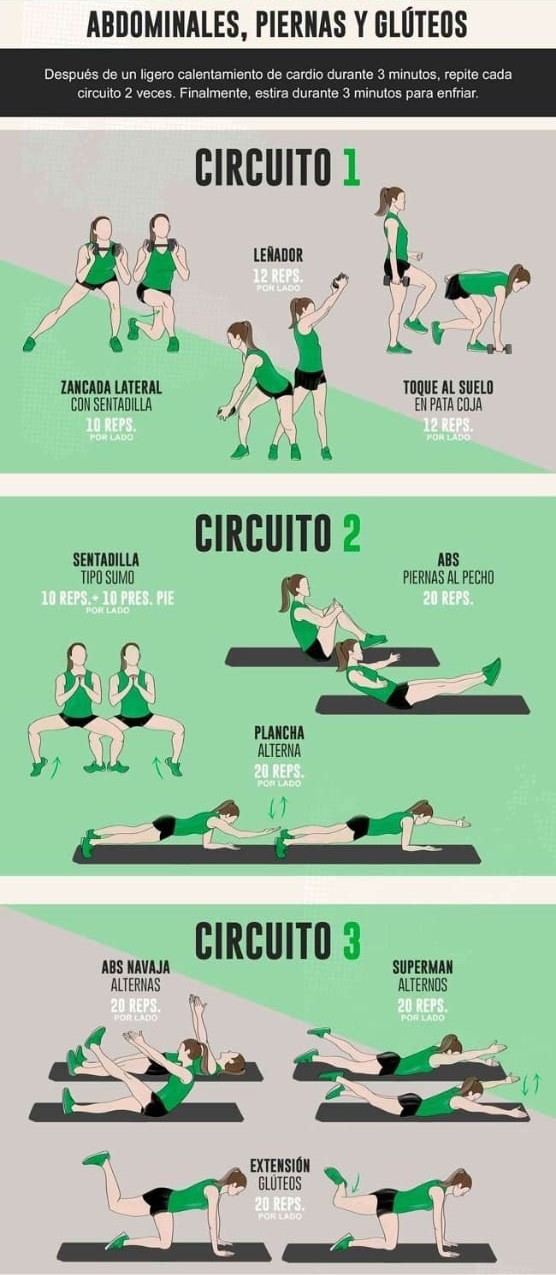 ABDOMINALES, PIERNAS Y GLÚTEOS
Después de un ligero calentamiento de cardio durante 3 minutos, repite cada
circuito 2 veces. Finalmente, estira durante 3 minutos para enfriar.
CIRCUITO 1
ZANCADA LATERAL
CON SENTADILLA
10 REPS.
POR LADO
LEÑADOR
12 REPS.
POR LADO
TOQUE AL SUELO
EN PATA COJA
12 REPS.
POR LADO
CIRCUITO 2
SENTADILLA
TIPO SUMO
10 REPS.+ 10 PRES. PIE
POR LADO
ABS
PIERNAS AL PECHO
20 REPS.
PLANCHA
ALTERNA
20 REPS.
POR LADO
CIRCUITO 3
ABS NAVAJA
ALTERNAS
20 REPS.
POR LADO
SUPERMAN
ALTERNOS
20 REPS.
POR LADO
EXTENSIÓN
GLÚTEOS
20 REPS.
POR LADO